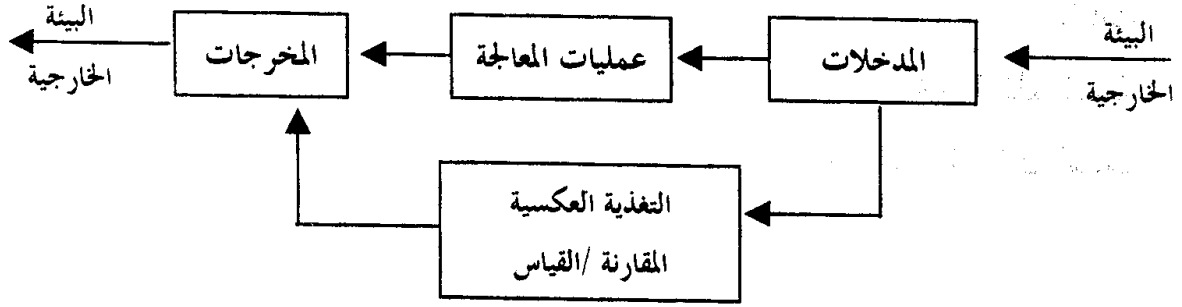 البيئة
الخارجية
المدخلات
عمليات المعالجة
المخرجات
البيئة
الخارجية
التغذية العكسية
المقارنة /القياس